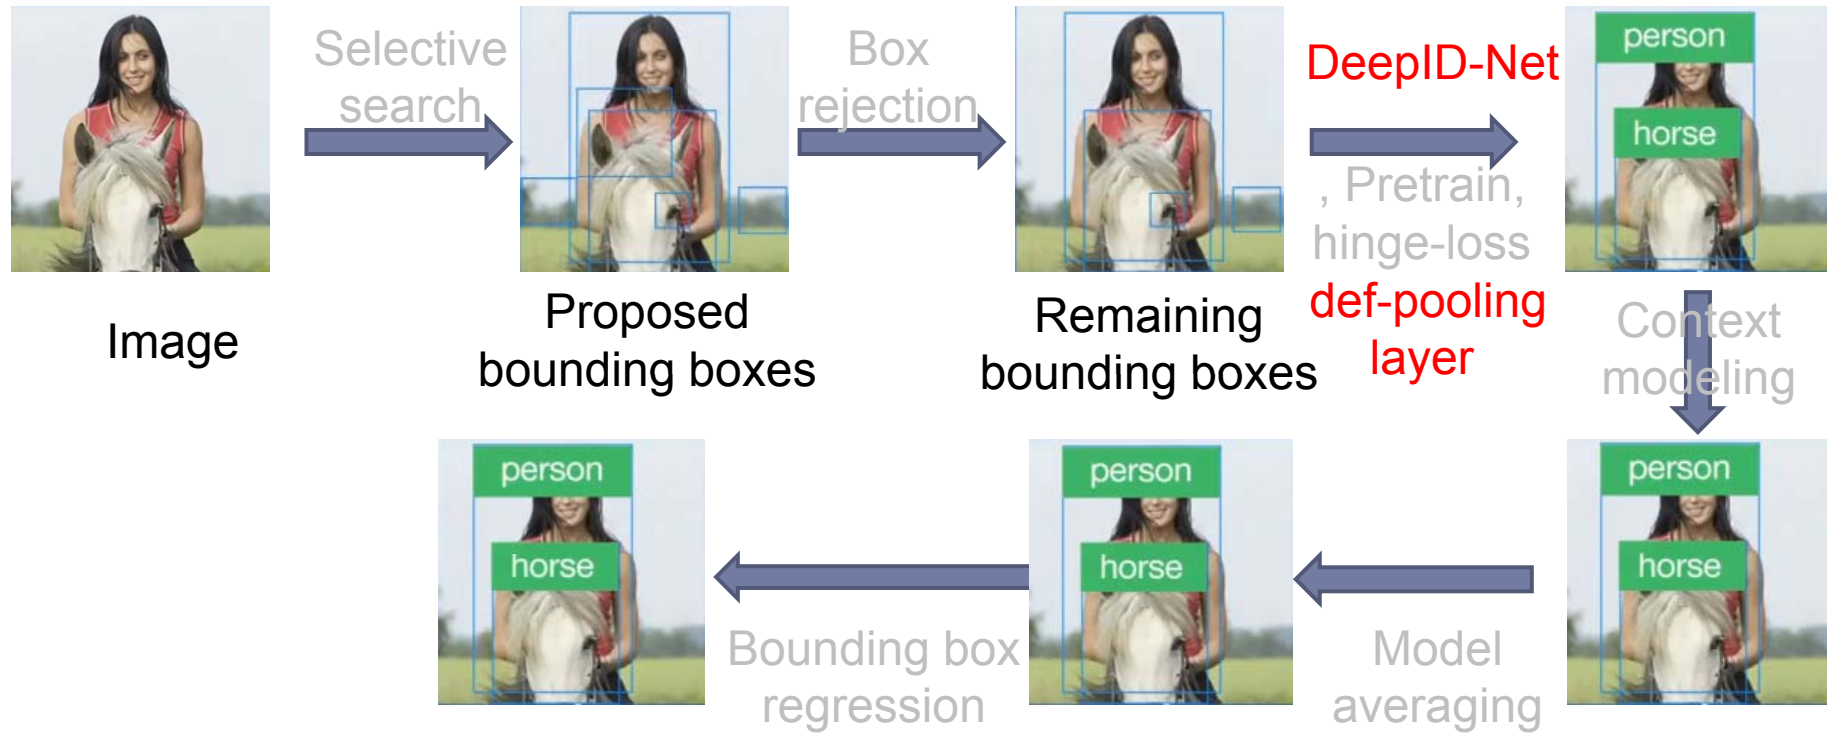 Selective
search
Box
rejection
DeepID-Net
, Pretrain,
hinge-loss
def-pooling
layer
person
horse
Image
Proposed
bounding boxes
Remaining
bounding boxes
Context
modeling
person
horse
Bounding box
regression
person
horse
Model
averaging
person
horse